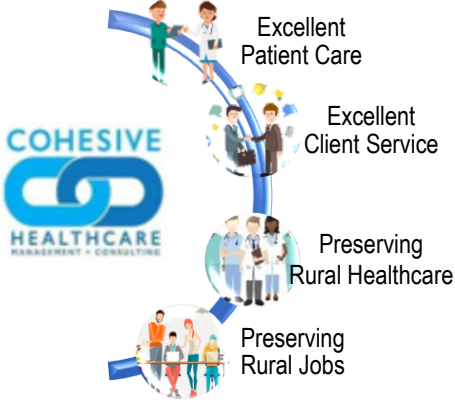 Excellent
Patient Care
Excellent
Client Service
COHESIVE
HEALTHCARE
MANAGEMENT + CONSULTING
Preserving
Rural Healthcare
Preserving
Rural Jobs